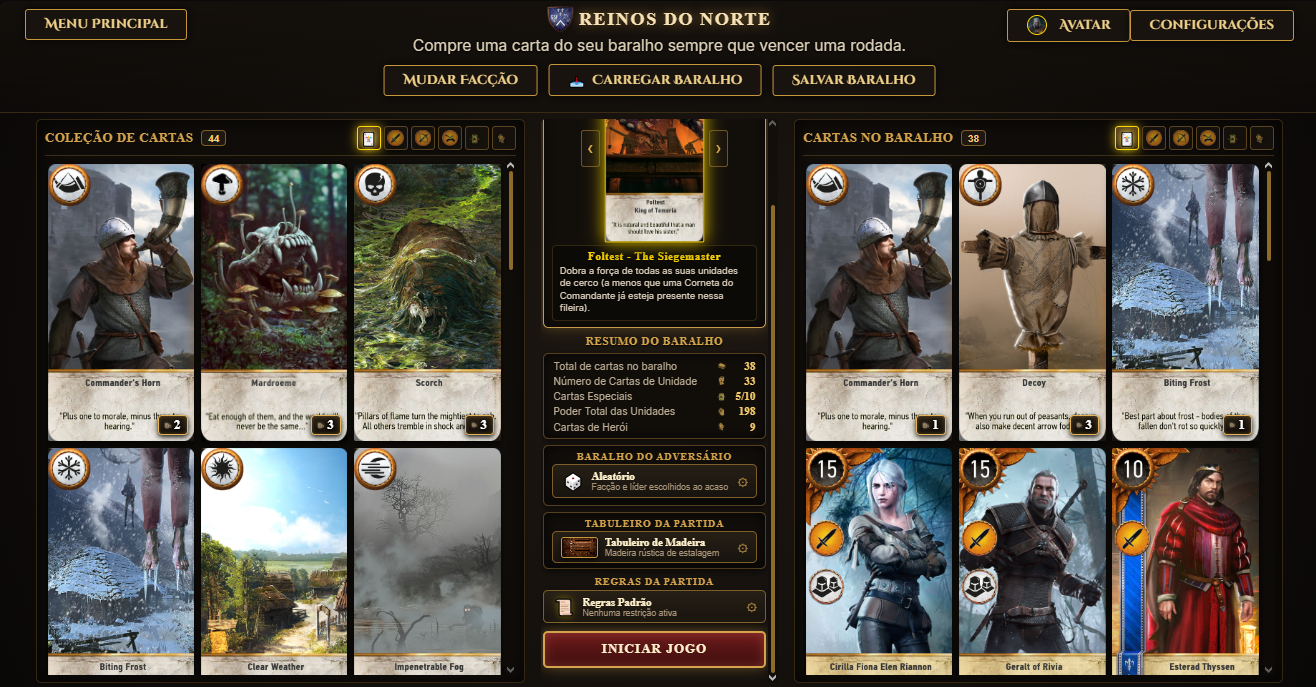 MENU PRINCIPAL
REINOS DO NORTE
Compre uma carta do seu baralho sempre que vencer uma rodada.
AVATAR
CONFIGURAÇÕES
MUDAR FACÇÃO
CARREGAR BARALHO
SALVAR BARALHO
COLEÇÃO DE CARTAS 44
Commander's Horn
"Plus one to morale, minus
hearing."
2
Mardroeme
"Eat enough of them, and the
never be the same..."
3
Scorch
"Pillars of flame turn the mightiest
All others tremble in shock
3
Biting Frost
Clear Weather
Impenetrable Fog
Foltest
King of Temeria
"It is natural and beautiful that a man
should love his sister."
Foltest - The Siegemaster
Dobra a força de todas as suas unidades
de cerco (a menos que uma Corneta do
Comandante já esteja presente nessa
fileira).
RESUMO DO BARALHO
Total de cartas no baralho 38
Número de Cartas de Unidade 33
Cartas Especiais 5/10
Poder Total das Unidades 198
Cartas de Herói 9
BARALHO DO ADVERSÁRIO
Aleatório
Facção e líder escolhidos ao acaso
TABULEIRO DA PARTIDA
Tabuleiro de Madeira
Madeira rústica de estalagem
REGRAS DA PARTIDA
Regras Padrão
Nenhuma restrição ativa
INICIAR JOGO
CARTAS NO BARALHO 38
Commander's Horn
"Plus one to morale, minus
hearing."
1
Decoy
"When you run out of peasants,
also make decent arrow
3
Biting Frost
"Best part about frost - bodies
fallen don't rot so quickly
1
15
Cirilla Fiona Elen Riannon
15
Geralt of Rivia
10
Esterad Thyssen